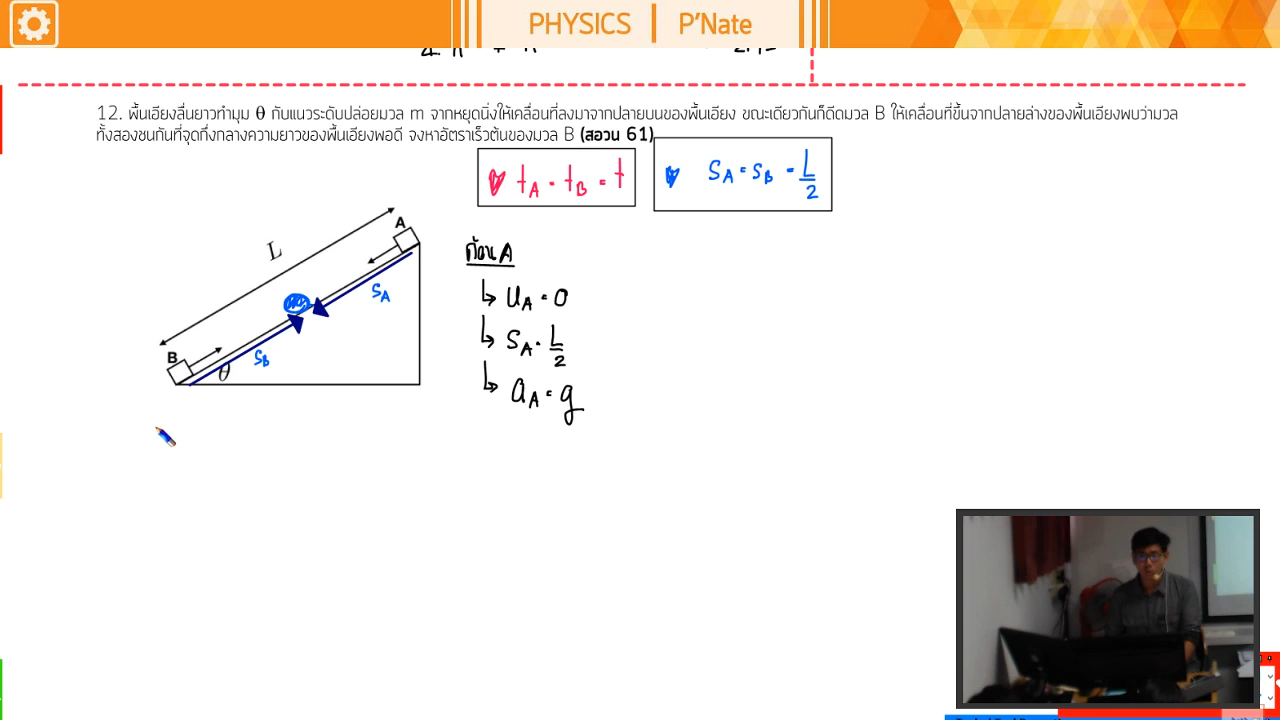 PHYSICS | P’Nate
12. พื้นเอียงลื่นยาวทำมุม θ กับแนวระดับปล่อยมวล m จากหยุดนิ่งให้เคลื่อนที่ลงมาจากปลายบนของพื้นเอียง ขณะเดียวกันก็ดีดมวล B ให้เคลื่อนที่ขึ้นจากปลายล่างของพื้นเอียงพบว่ามวล
ทั้งสองชนกันที่จุดกึ่งกลางความยาวของพื้นเอียงพอดี จงหาอัตราเร็วต้นของมวล B (สอวน 61)
t_A = t_B = t
S_A = S_B = L/2
A
L
S_A
B
S_B
θ
ก้อน A
↳ u_A = 0
↳ S_A = L/2
↳ a_A = g